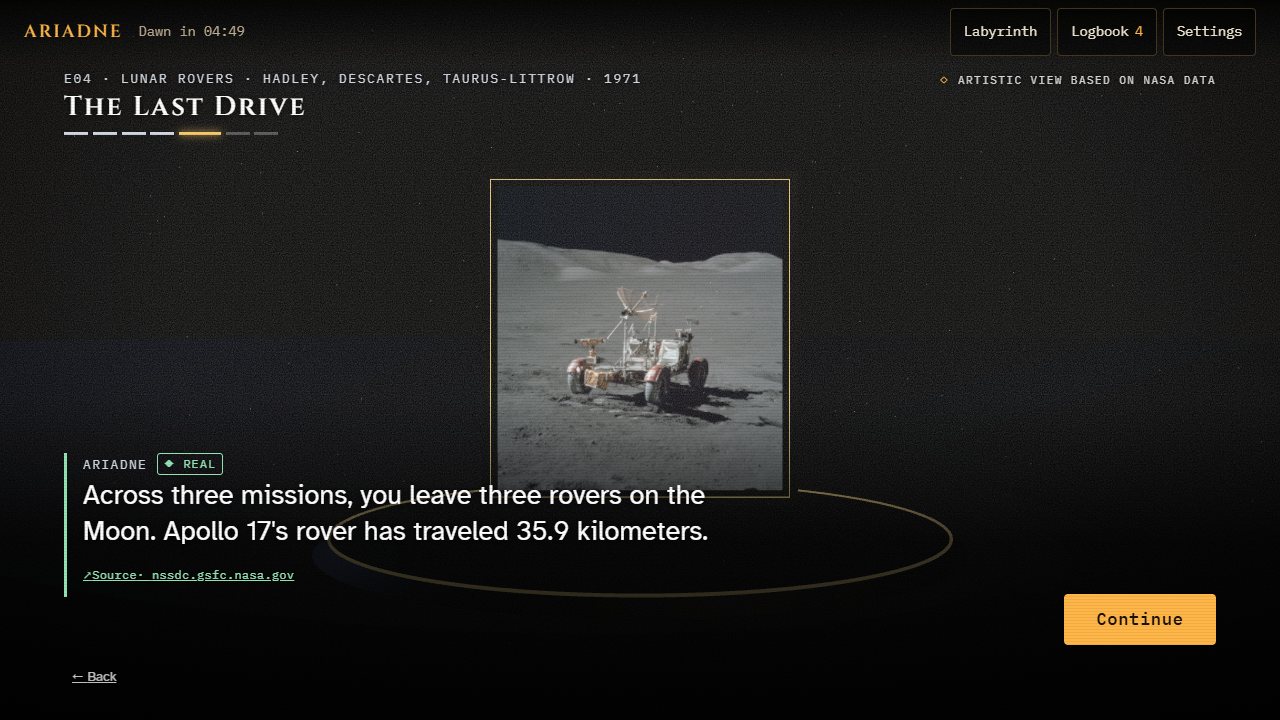 ARIADNE Dawn in 04:49 Labyrinth Logbook 4 Settings
E04 · LUNAR ROVERS · HADLEY, DESCARTES, TAURUS-LITTROW · 1971
◇ ARTISTIC VIEW BASED ON NASA DATA
The Last Drive
ARIADNE ◆ REAL
Across three missions, you leave three rovers on the
Moon. Apollo 17's rover has traveled 35.9 kilometers.
↗Source· nssdc.gsfc.nasa.gov
Continue
← Back